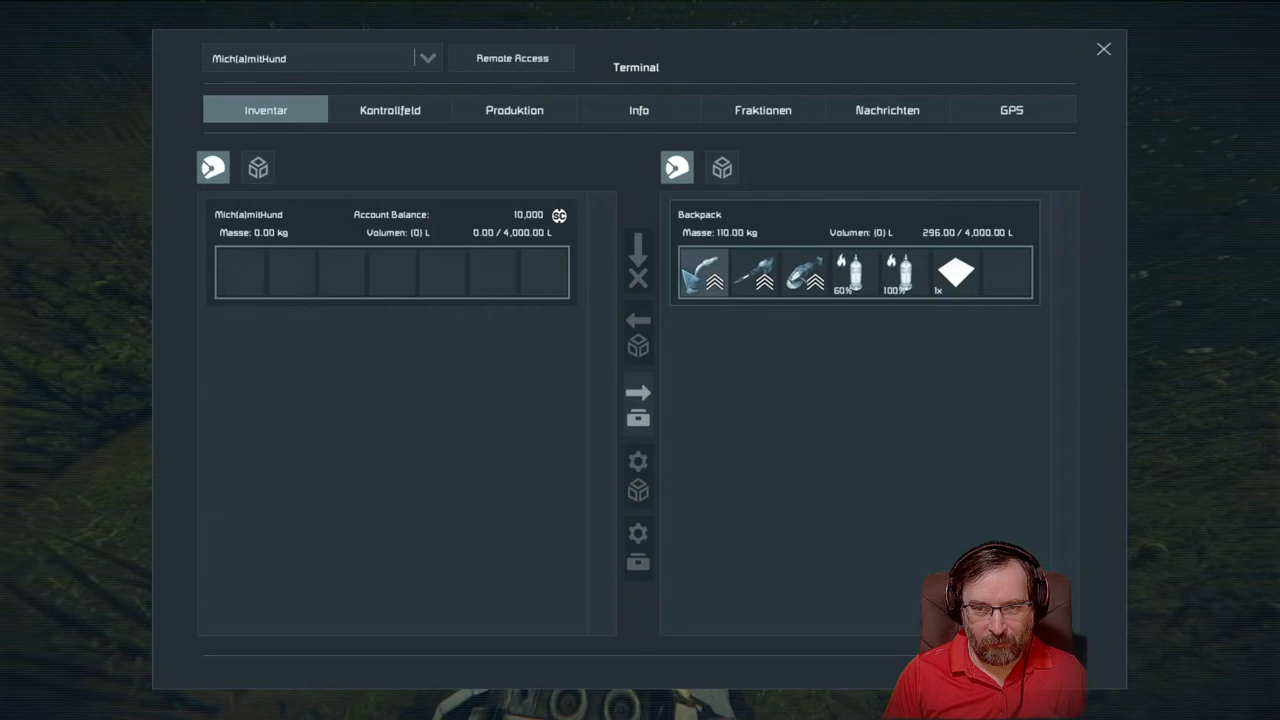 Mich(a)mitHund
Remote Access
Terminal
Inventar
Kontrollfeld
Produktion
Info
Fraktionen
Nachrichten
GPS
Mich(a)mitHund Account Balance: 10,000 SC
Masse: 0.00 kg Volumen: (0) L 0.00 / 4,000.00 L
Backpack
Masse: 110.00 kg Volumen: (0) L 296.00 / 4,000.00 L
60% 100% 1x